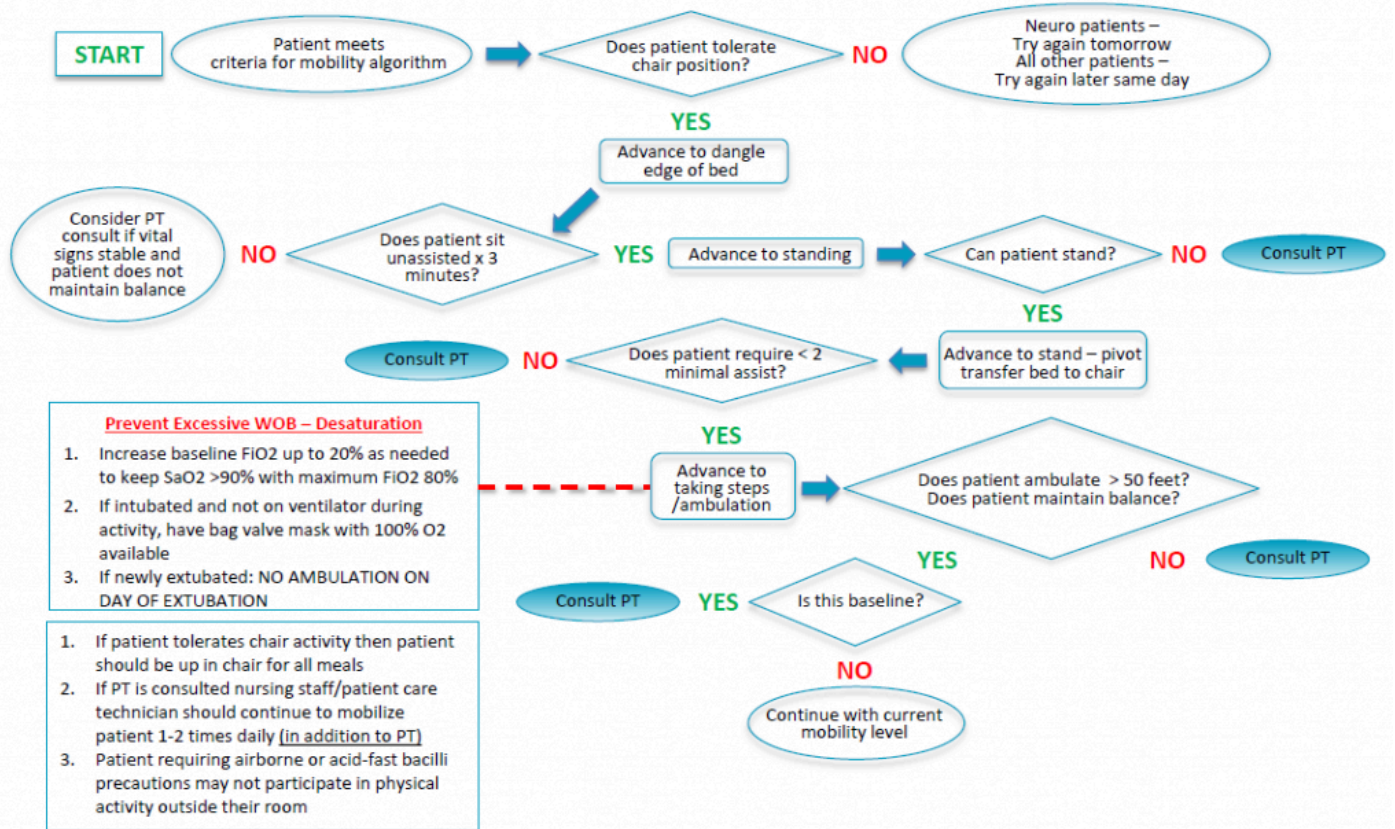 START
Patient meets
criteria for mobility algorithm
Does patient tolerate
chair position?
NO
Neuro patients –
Try again tomorrow
All other patients –
Try again later same day
YES
Advance to dangle
edge of bed
Consider PT
consult if vital
signs stable and
patient does not
maintain balance
NO
Does patient sit
unassisted x 3
minutes?
YES
Advance to standing
Can patient stand?
NO
Consult PT
YES
Consult PT
NO
Does patient require < 2
minimal assist?
Advance to stand – pivot
transfer bed to chair
YES
Prevent Excessive WOB – Desaturation
1. Increase baseline FiO2 up to 20% as needed
to keep SaO2 >90% with maximum FiO2 80%
2. If intubated and not on ventilator during
activity, have bag valve mask with 100% O2
available
3. If newly extubated: NO AMBULATION ON
DAY OF EXTUBATION
Advance to
taking steps
/ambulation
Does patient ambulate > 50 feet?
Does patient maintain balance?
YES
NO
Consult PT
Consult PT
YES
Is this baseline?
NO
Continue with current
mobility level
1. If patient tolerates chair activity then patient
should be up in chair for all meals
2. If PT is consulted nursing staff/patient care
technician should continue to mobilize
patient 1-2 times daily (in addition to PT)
3. Patient requiring airborne or acid-fast bacilli
precautions may not participate in physical
activity outside their room